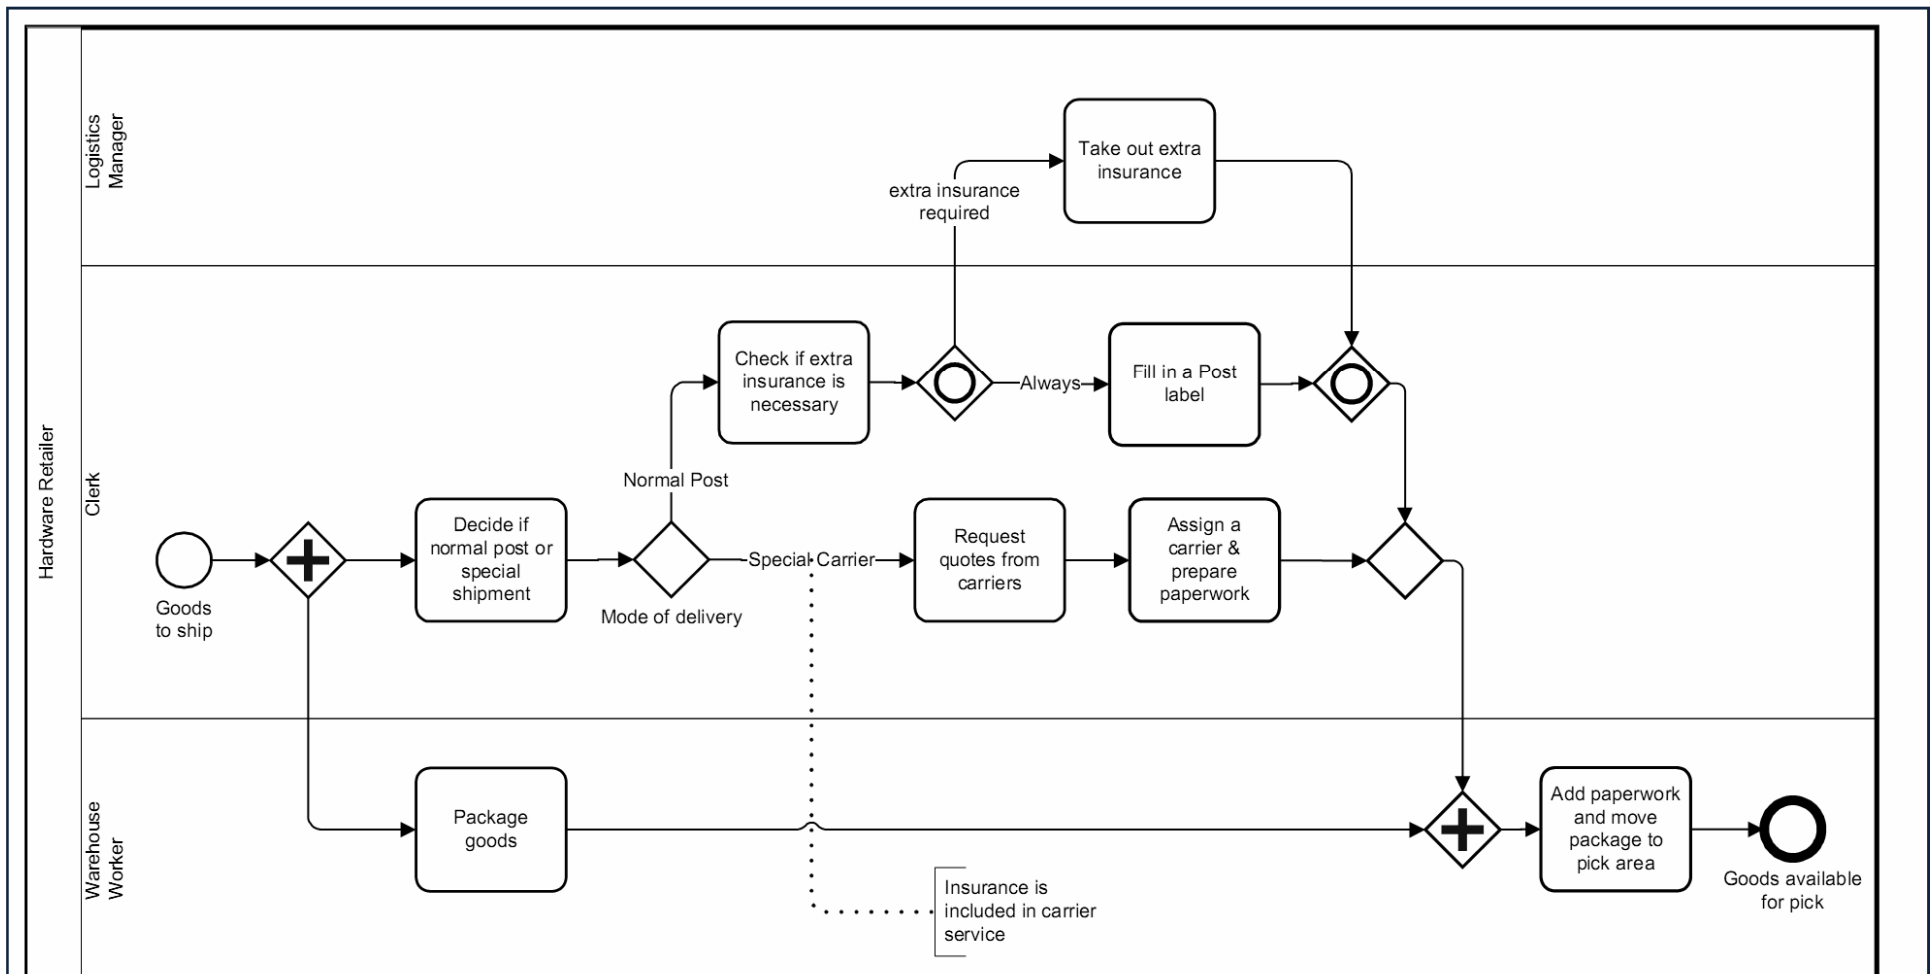 Hardware Retailer
Logistics
Manager
Take out extra
insurance
extra insurance
required
Clerk
Check if extra
insurance is
necessary
Always
Fill in a Post
label
Normal Post
Goods
to ship
Decide if
normal post or
special
shipment
Mode of delivery
Special Carrier
Request
quotes from
carriers
Assign a
carrier &
prepare
paperwork
Warehouse
Worker
Package
goods
Insurance is
included in carrier
service
Add paperwork
and move
package to
pick area
Goods available
for pick